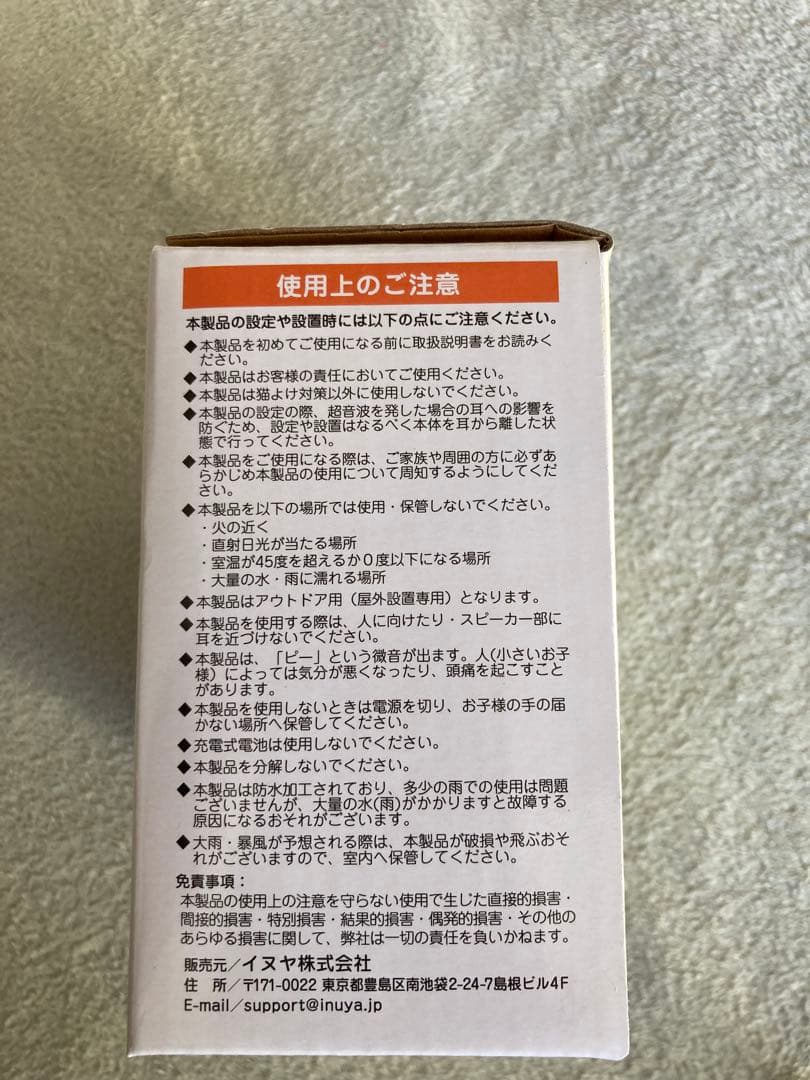 使用上のご注意
本製品の設定や設置時には以下の点にご注意ください。
◆本製品を初めてご使用になる前に取扱説明書をお読みく
ださい。
◆本製品はお客様の責任においてご使用ください。
◆本製品は猫よけ対策以外に使用しないでください。
◆本製品の設定の際、超音波を発した場合の耳への影響を
防ぐため、設定や設置はなるべく本体を耳から離した状
態で行ってください。
◆本製品をご使用になる際は、ご家族や周囲の方に必ずあ
らかじめ本製品の使用について周知するようにしてくだ
さい。
◆本製品を以下の場所では使用・保管しないでください。
・火の近く
・直射日光が当たる場所
・室温が45度を超えるか0度以下になる場所
・大量の水・雨に濡れる場所
◆本製品はアウトドア用（屋外設置専用）となります。
◆本製品を使用する際は、人に向けたり・スピーカー部に
耳を近づけないでください。
◆本製品は、「ピー」という微音が出ます。人(小さいお子
様）によっては気分が悪くなったり、頭痛を起こすこと
があります。
◆本製品を使用しないときは電源を切り、お子様の手の届
かない場所へ保管してください。
◆充電式電池は使用しないでください。
◆本製品を分解しないでください。
◆本製品は防水加工されており、多少の雨での使用は問題
ございませんが、大量の水(雨)がかかりますと故障する
原因になるおそれがございます。
◆大雨・暴風が予想される際は、本製品が破損や飛ぶおそ
れがございますので、室内へ保管してください。
免責事項：
本製品の使用上の注意を守らない使用で生じた直接的損害・
間接的損害・特別損害・結果的損害・偶発的損害・その他の
あらゆる損害に関して、弊社は一切の責任を負いかねます。
販売元／イヌヤ株式会社
住　所／〒171-0022 東京都豊島区南池袋2-24-7島根ビル4F
E-mail／support@inuya.jp